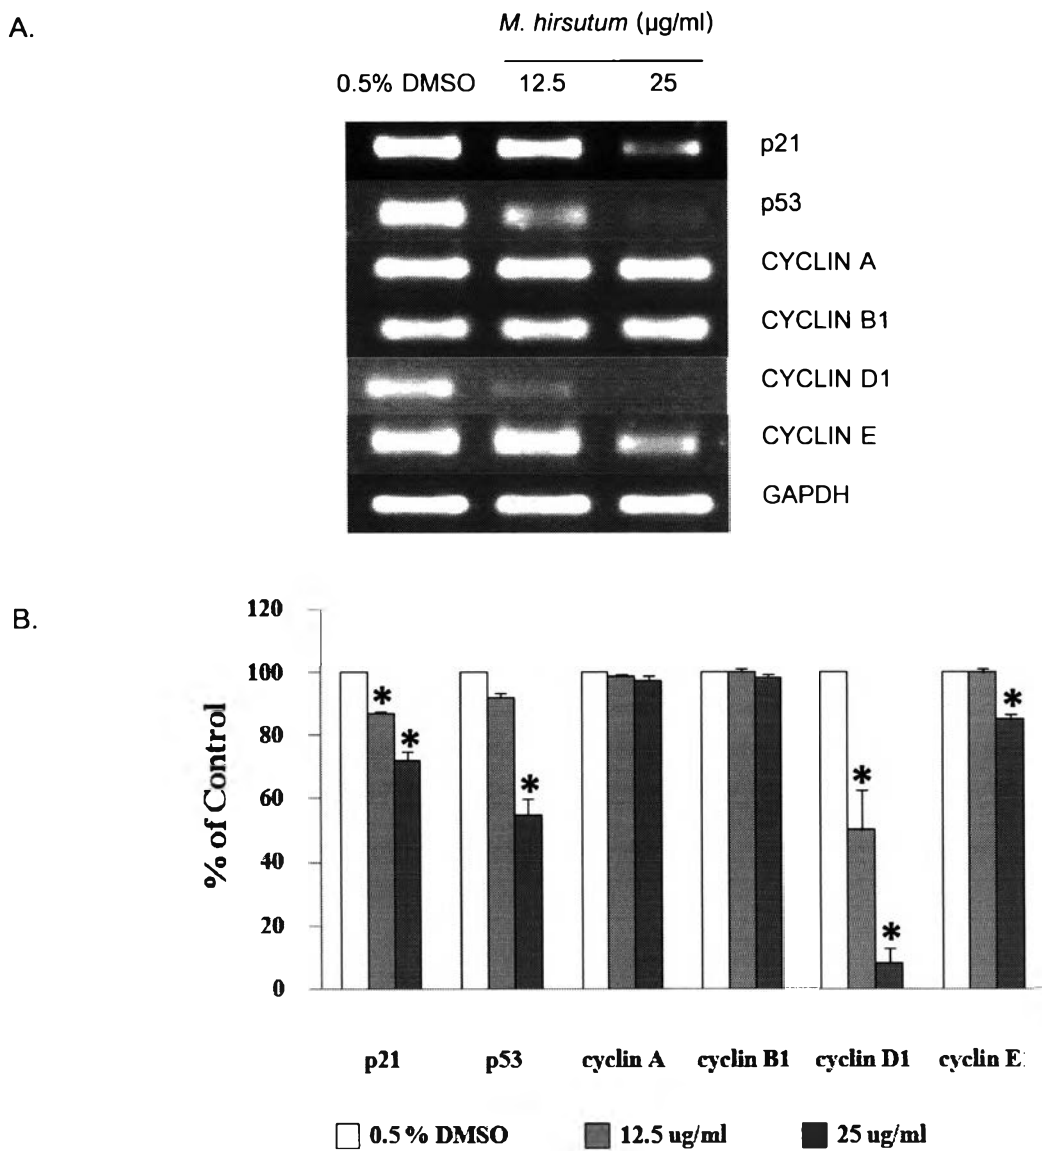 A.
M. hirsutum (µg/ml)
0.5% DMSO 12.5 25
p21
p53
CYCLIN A
CYCLIN B1
CYCLIN D1
CYCLIN E
GAPDH
B.
120
100
80
60
40
20
0
% of Control
* * * * * *
p21 p53 cyclin A cyclin B1 cyclin D1 cyclin E
0.5 % DMSO 12.5 ug/ml 25 ug/ml